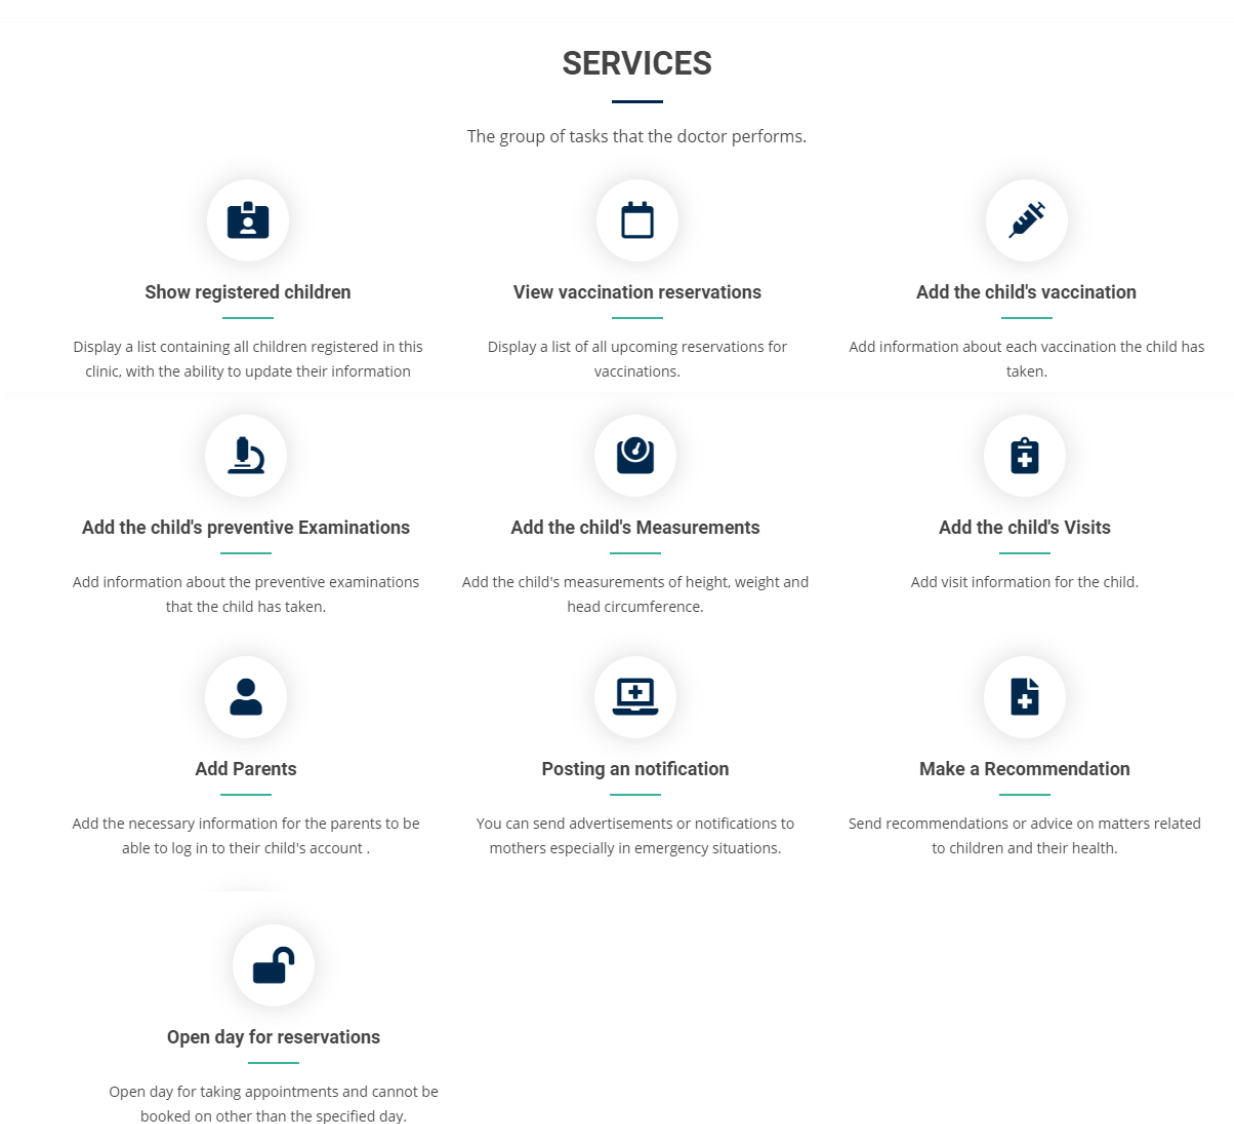 SERVICES
The group of tasks that the doctor performs.
Show registered children
Display a list containing all children registered in this
clinic, with the ability to update their information
View vaccination reservations
Display a list of all upcoming reservations for
vaccinations.
Add the child's vaccination
Add information about each vaccination the child has
taken.
Add the child's preventive Examinations
Add information about the preventive examinations
that the child has taken.
Add the child's Measurements
Add the child's measurements of height, weight and
head circumference.
Add the child's Visits
Add visit information for the child.
Add Parents
Add the necessary information for the parents to be
able to log in to their child's account .
Posting an notification
You can send advertisements or notifications to
mothers especially in emergency situations.
Make a Recommendation
Send recommendations or advice on matters related
to children and their health.
Open day for reservations
Open day for taking appointments and cannot be
booked on other than the specified day.